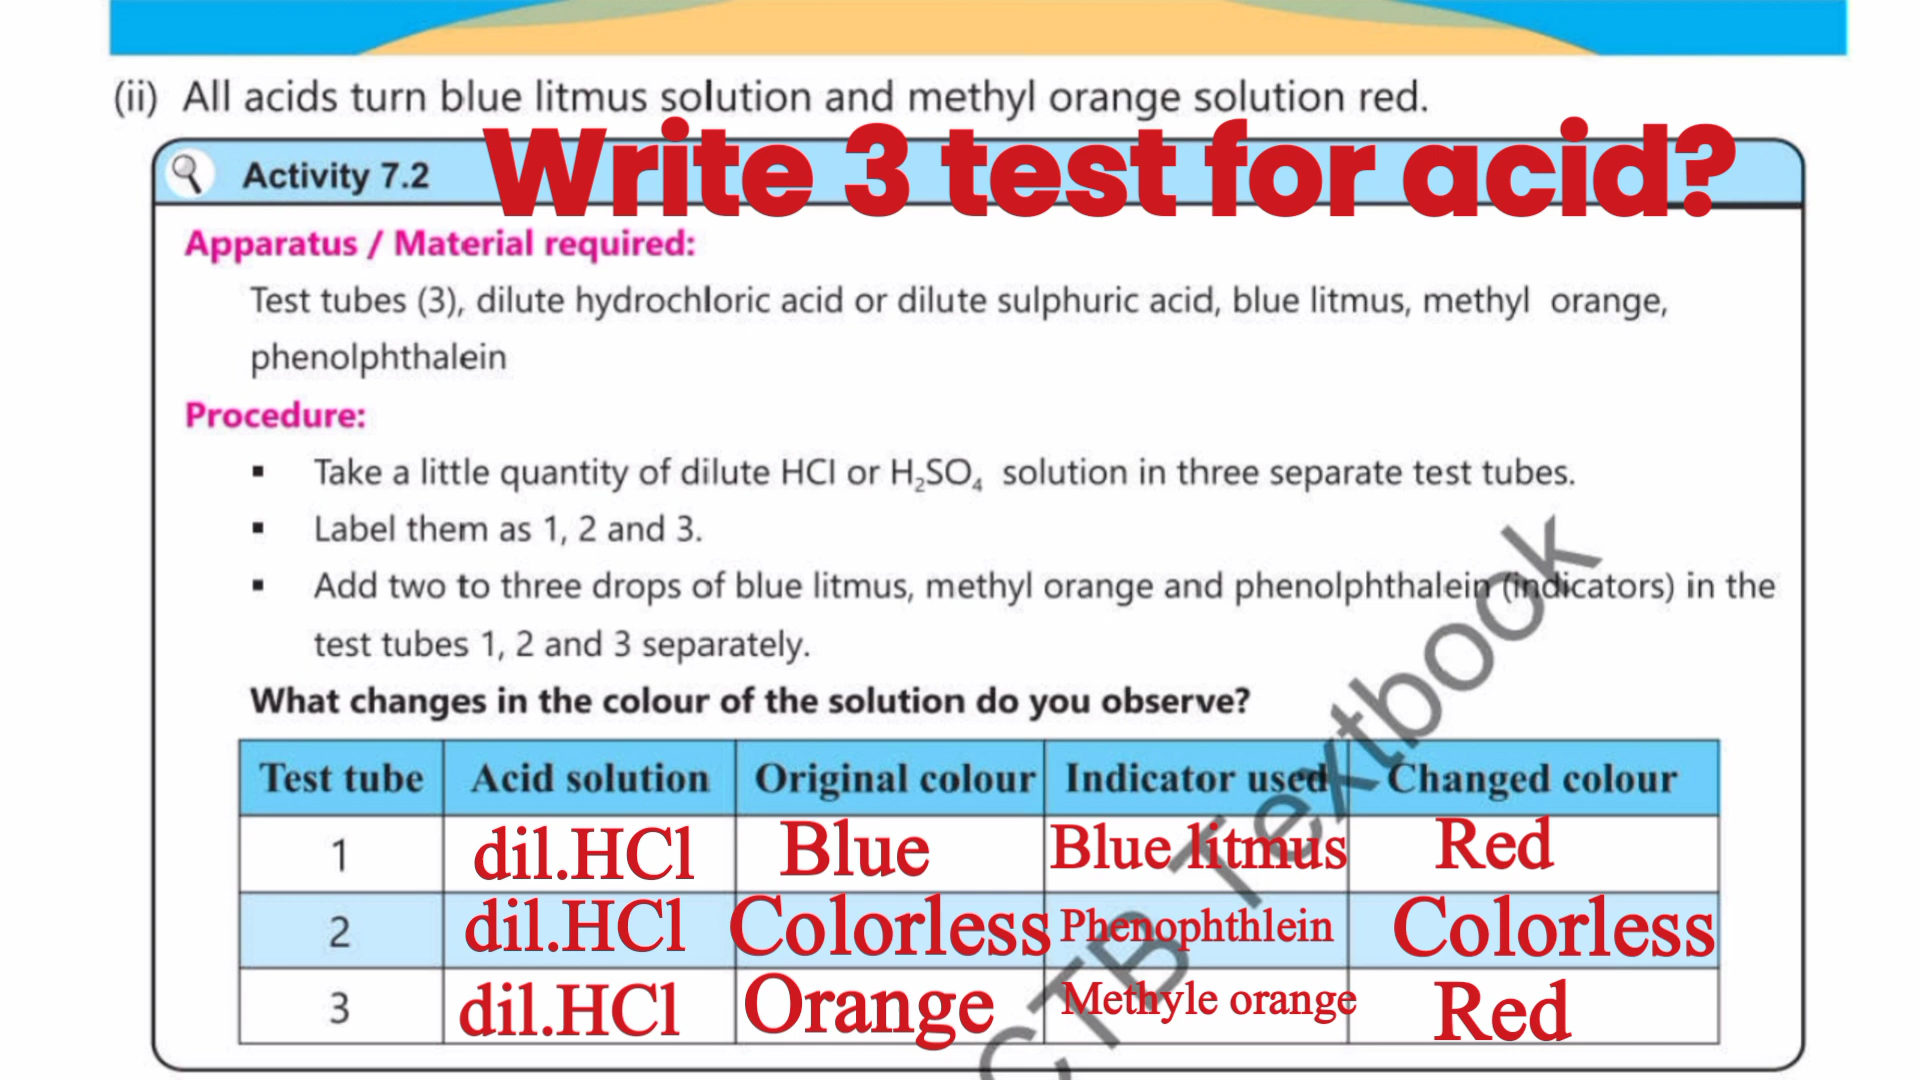 (ii) All acids turn blue litmus solution and methyl orange solution red.
Write 3 test for acid?
Activity 7.2
Apparatus / Material required:
Test tubes (3), dilute hydrochloric acid or dilute sulphuric acid, blue litmus, methyl orange,
phenolphthalein
Procedure:
▪ Take a little quantity of dilute HCl or H₂SO₄ solution in three separate test tubes.
▪ Label them as 1, 2 and 3.
▪ Add two to three drops of blue litmus, methyl orange and phenolphthalein (indicators) in the
test tubes 1, 2 and 3 separately.
What changes in the colour of the solution do you observe?
Test tube Acid solution Original colour Indicator used Changed colour
1 dil.HCl Blue Blue litmus Red
2 dil.HCl Colorless Phenophthlein Colorless
3 dil.HCl Orange Methyle orange Red
CTB Textbook